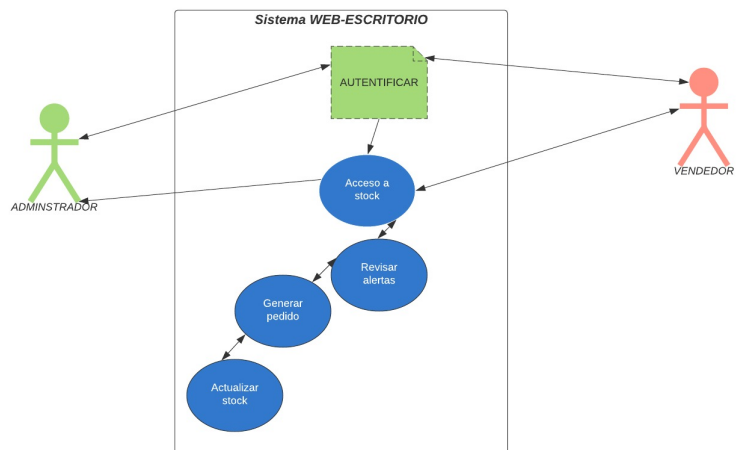 Sistema WEB-ESCRITORIO
AUTENTIFICAR
VENDEDOR
Acceso a
stock
ADMINSTRADOR
Revisar
alertas
Generar
pedido
Actualizar
stock